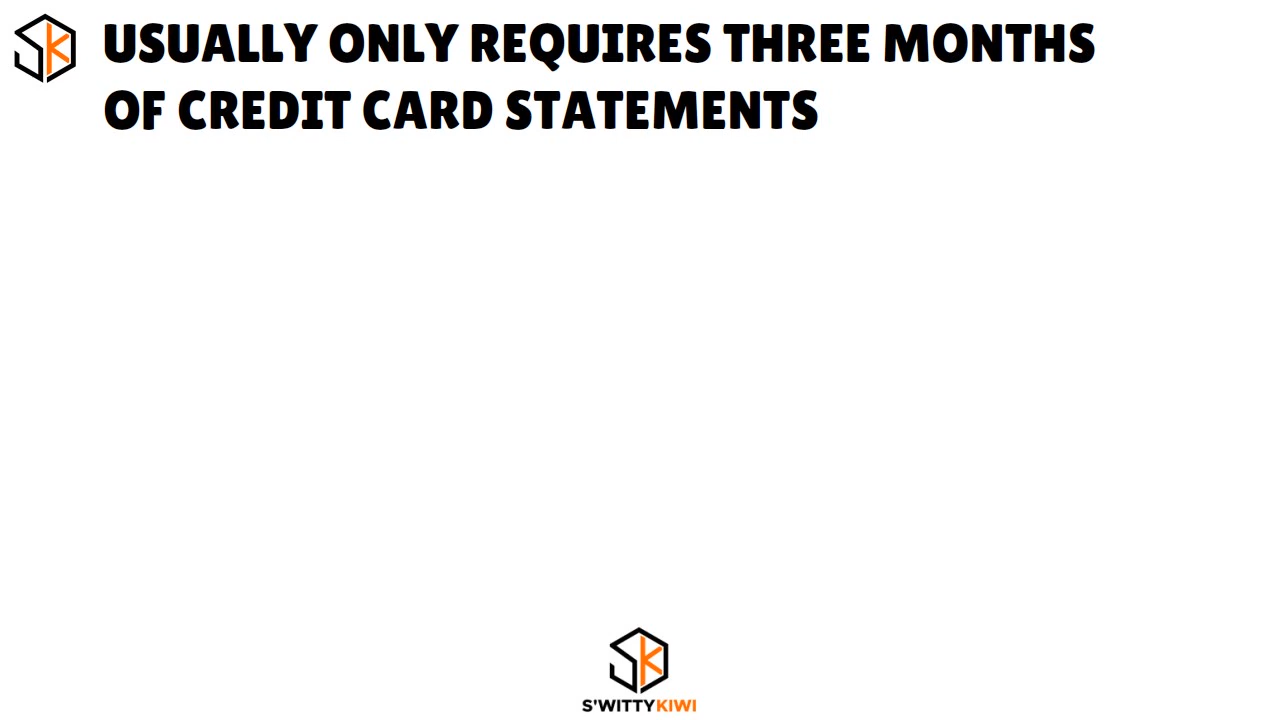 USUALLY ONLY REQUIRES THREE MONTHS
OF CREDIT CARD STATEMENTS
S'WITTYKIWI